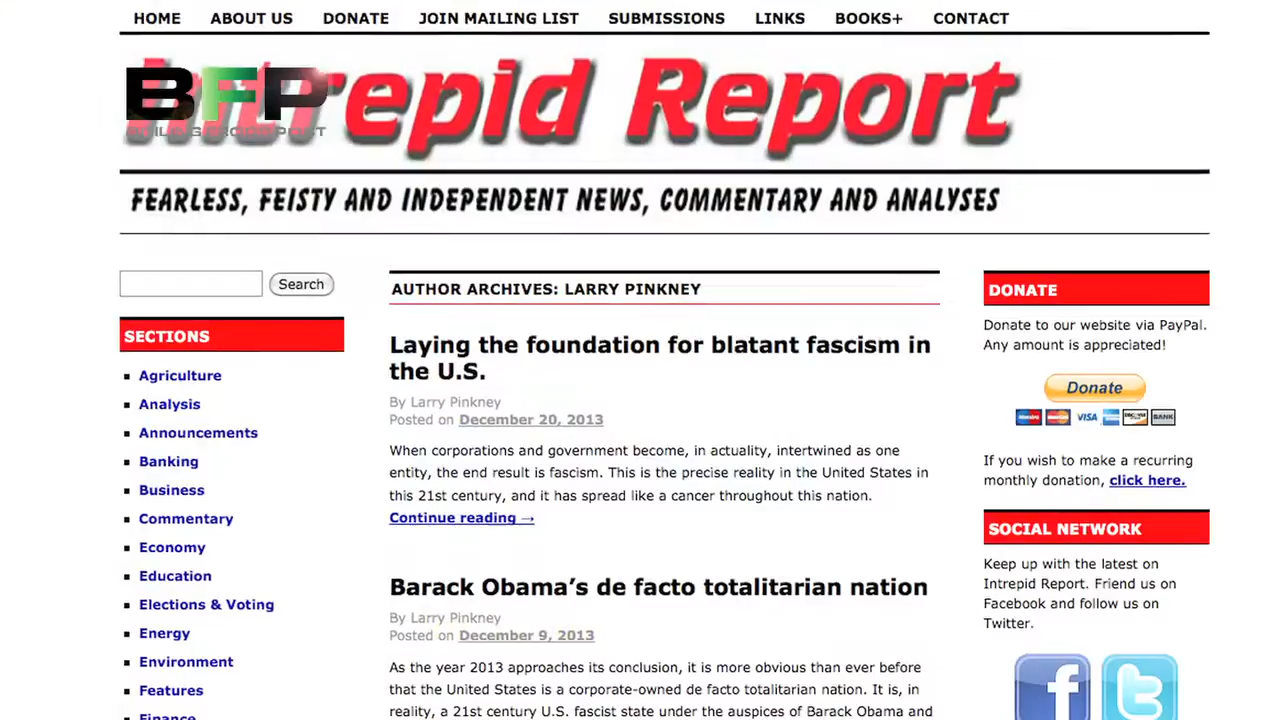 HOME ABOUT US DONATE JOIN MAILING LIST SUBMISSIONS LINKS BOOKS+ CONTACT
BFP
Intrepid Report
BOILING FROGS POST
FEARLESS, FEISTY AND INDEPENDENT NEWS, COMMENTARY AND ANALYSES
Search
SECTIONS
Agriculture
Analysis
Announcements
Banking
Business
Commentary
Economy
Education
Elections & Voting
Energy
Environment
Features
Finance
AUTHOR ARCHIVES: LARRY PINKNEY
Laying the foundation for blatant fascism in
the U.S.
By Larry Pinkney
Posted on December 20, 2013
When corporations and government become, in actuality, intertwined as one
entity, the end result is fascism. This is the precise reality in the United States in
this 21st century, and it has spread like a cancer throughout this nation.
Continue reading →
Barack Obama’s de facto totalitarian nation
By Larry Pinkney
Posted on December 9, 2013
As the year 2013 approaches its conclusion, it is more obvious than ever before
that the United States is a corporate-owned de facto totalitarian nation. It is, in
reality, a 21st century U.S. fascist state under the auspices of Barack Obama and
DONATE
Donate to our website via PayPal.
Any amount is appreciated!
Donate
VISA BANK
If you wish to make a recurring
monthly donation, click here.
SOCIAL NETWORK
Keep up with the latest on
Intrepid Report. Friend us on
Facebook and follow us on
Twitter.
f t